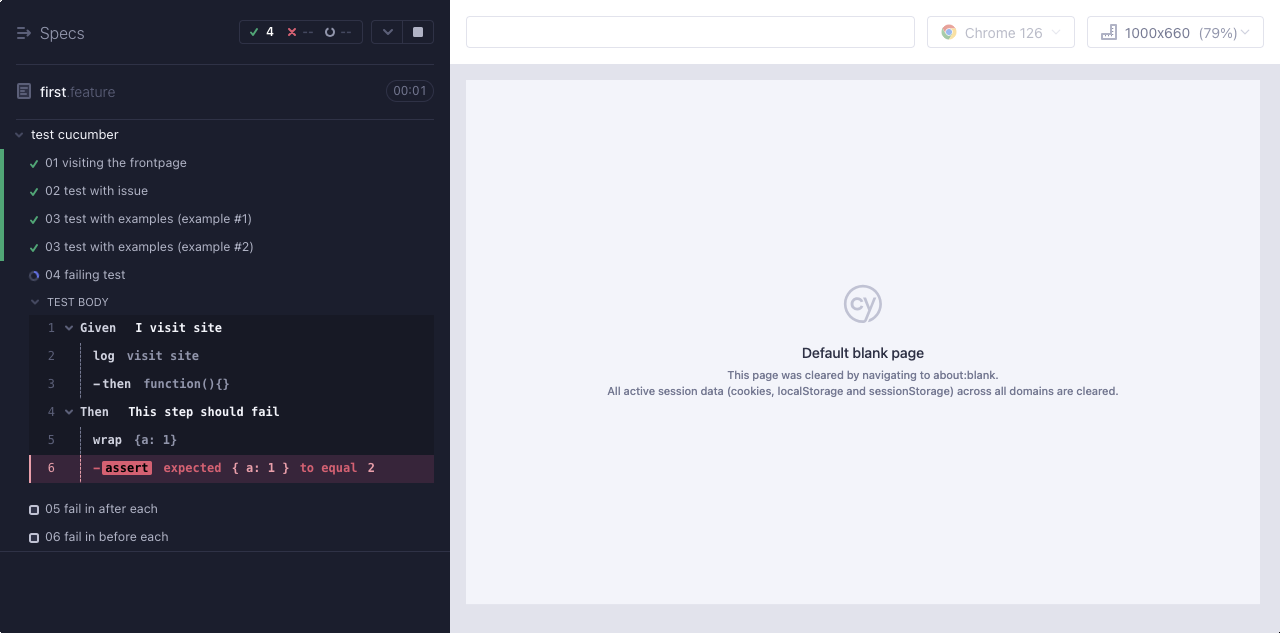 Specs
4 -- --
first.feature 00:01
test cucumber
01 visiting the frontpage
02 test with issue
03 test with examples (example #1)
03 test with examples (example #2)
04 failing test
TEST BODY
1 Given I visit site
2 log visit site
3 -then function(){}
4 Then This step should fail
5 wrap {a: 1}
6 -assert expected { a: 1 } to equal 2
05 fail in after each
06 fail in before each
Chrome 126
1000x660 (79%)
cy
Default blank page
This page was cleared by navigating to about:blank.
All active session data (cookies, localStorage and sessionStorage) across all domains are cleared.